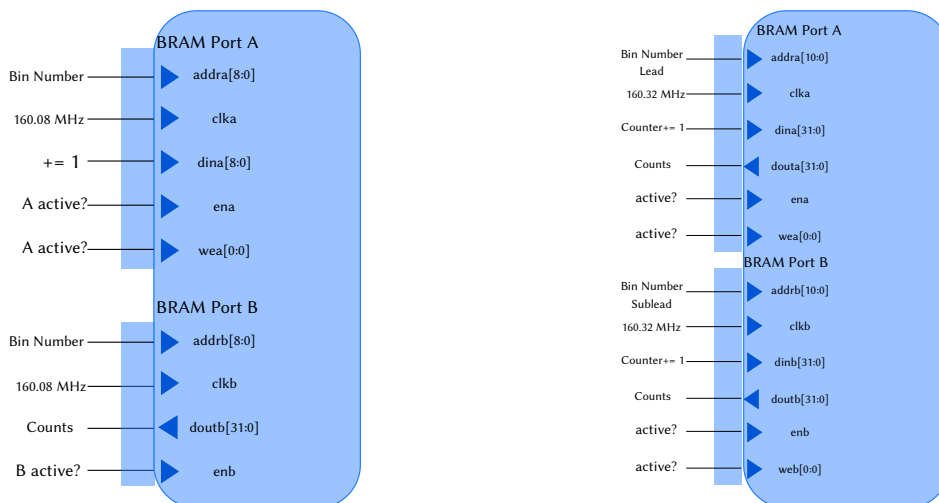 BRAM Port A
Bin Number addra[8:0]
160.08 MHz clka
+= 1 dina[8:0]
A active? ena
A active? wea[0:0]
BRAM Port B
Bin Number addrb[8:0]
160.08 MHz clkb
Counts doutb[31:0]
B active? enb
BRAM Port A
Bin Number
Lead
addra[10:0]
160.32 MHz clka
Counter+= 1 dina[31:0]
Counts douta[31:0]
active? ena
active? wea[0:0]
BRAM Port B
Bin Number
Sublead
addrb[10:0]
160.32 MHz clkb
Counter+= 1 dinb[31:0]
Counts doutb[31:0]
active? enb
active? web[0:0]